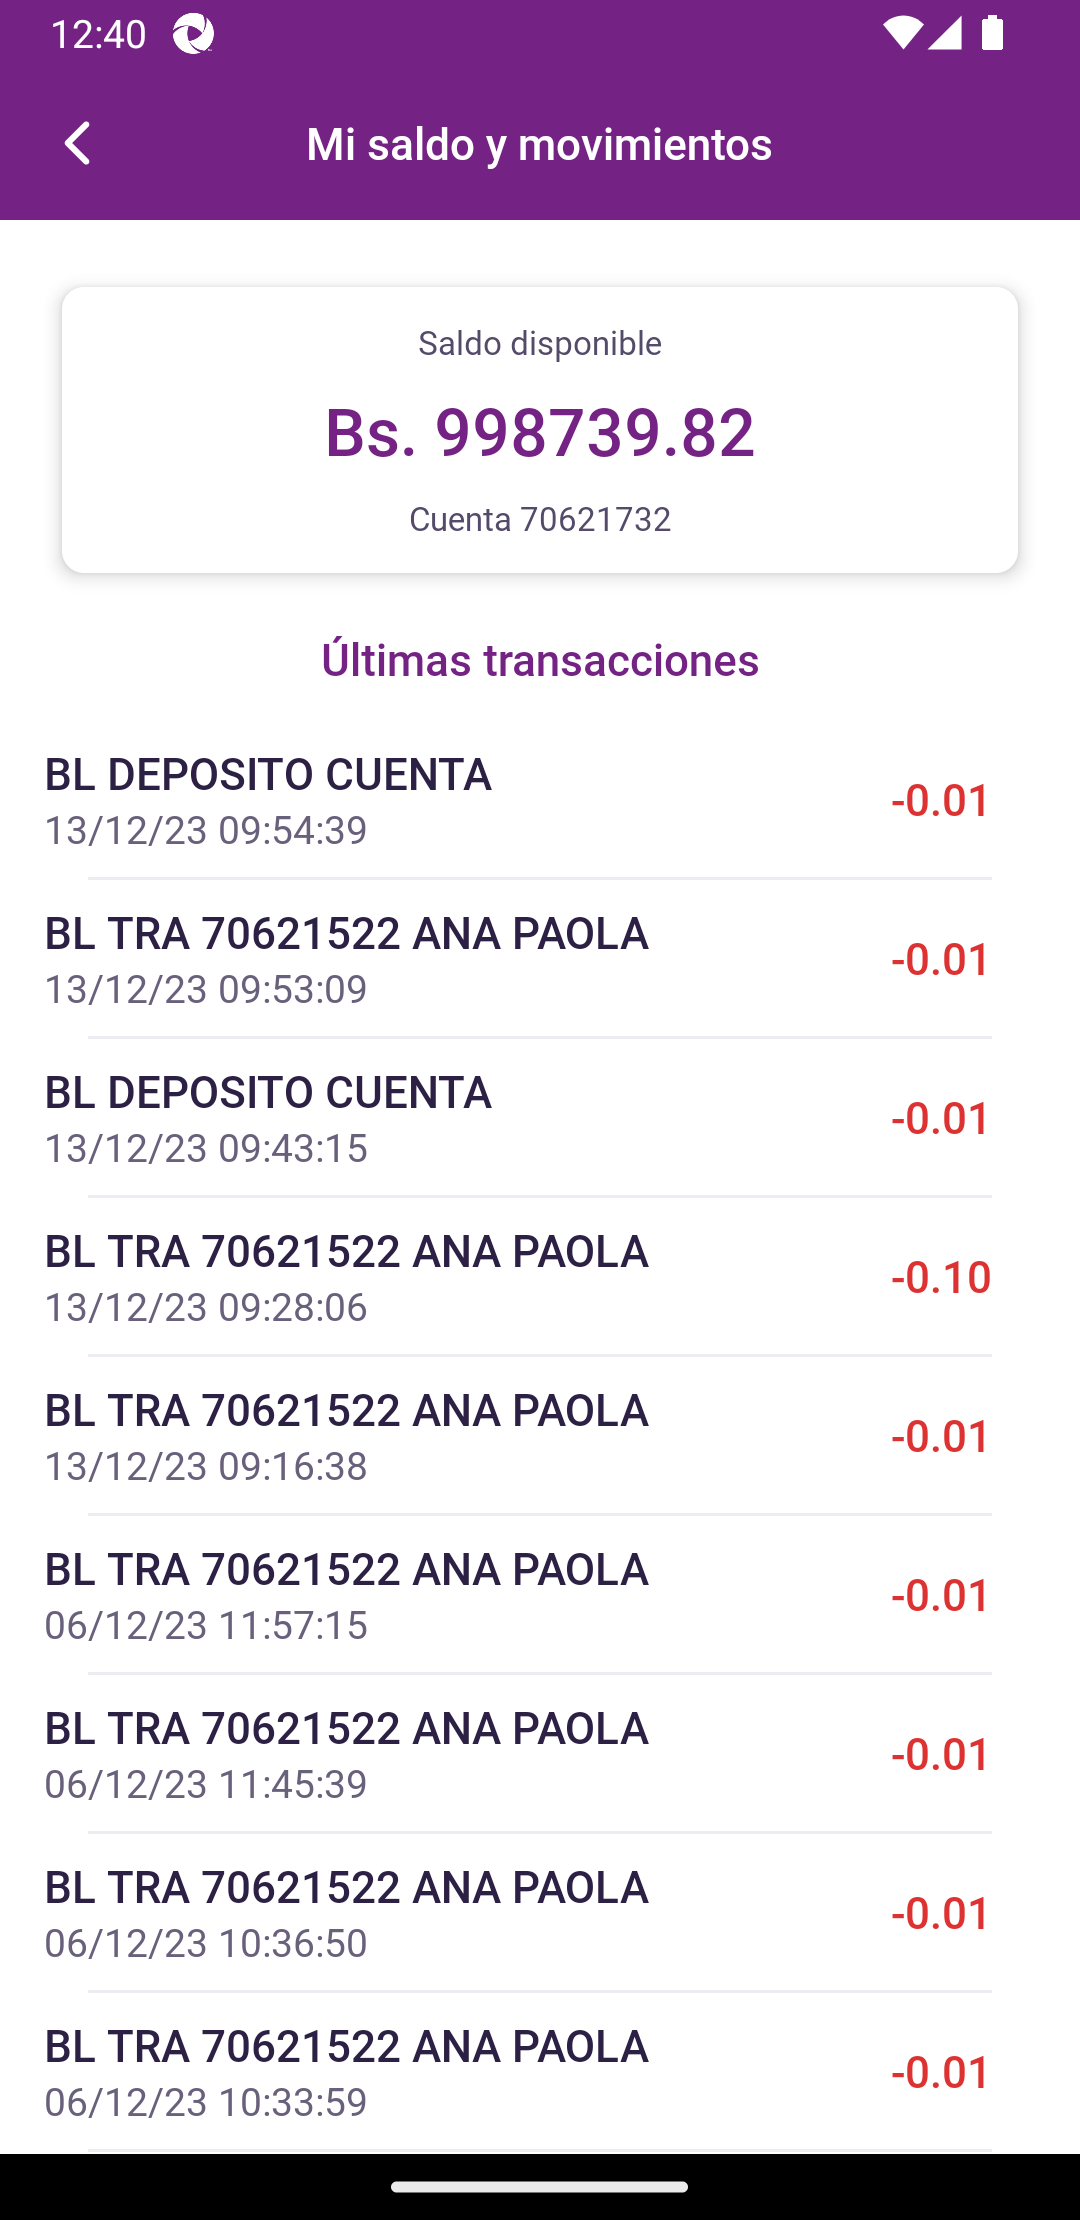 12:40
Mi saldo y movimientos
Saldo disponible
Bs. 998739.82
Cuenta 70621732
Últimas transacciones
BL DEPOSITO CUENTA
-0.01
13/12/23 09:54:39
BL TRA 70621522 ANA PAOLA
-0.01
13/12/23 09:53:09
BL DEPOSITO CUENTA
-0.01
13/12/23 09:43:15
BL TRA 70621522 ANA PAOLA
-0.10
13/12/23 09:28:06
BL TRA 70621522 ANA PAOLA
-0.01
13/12/23 09:16:38
BL TRA 70621522 ANA PAOLA
-0.01
06/12/23 11:57:15
BL TRA 70621522 ANA PAOLA
-0.01
06/12/23 11:45:39
BL TRA 70621522 ANA PAOLA
-0.01
06/12/23 10:36:50
BL TRA 70621522 ANA PAOLA
-0.01
06/12/23 10:33:59